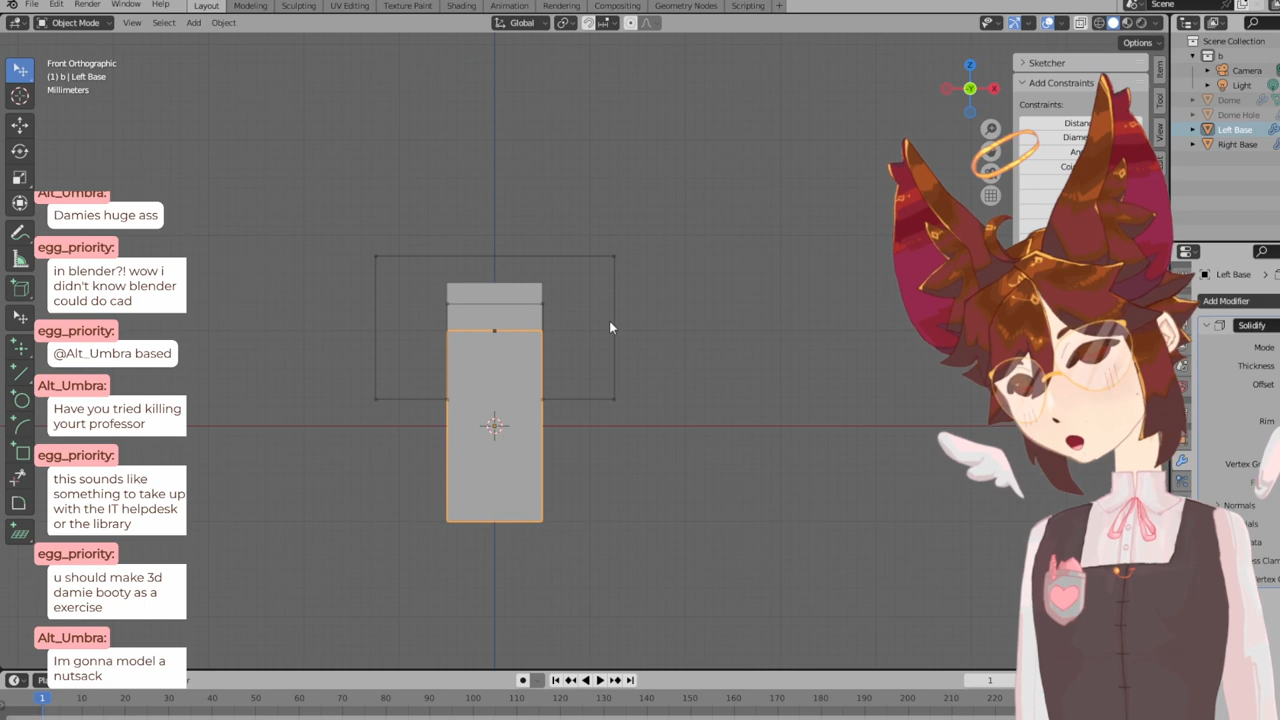 File Edit Render Window Help Layout Modeling Sculpting UV Editing Texture Paint Shading Animation Rendering Compositing Geometry Nodes Scripting + Scene
Object Mode View Select Add Object Global
Options
Front Orthographic
(1) b | Left Base
Millimeters
Z
X
-Y
Sketcher
Add Constraints
Constraints:
Item
Tool
View
Scene Collection
b
Camera
Light
Dome
Dome Hole
Left Base
Right Base
Alt_Umbra:
Damies huge ass
egg_priority:
in blender?! wow i
didn't know blender
could do cad
egg_priority:
@Alt_Umbra based
Alt_Umbra:
Have you tried killing
yourt professor
egg_priority:
this sounds like
something to take up
with the IT helpdesk
or the library
egg_priority:
u should make 3d
damie booty as a
exercise
Alt_Umbra:
Im gonna model a
nutsack
Left Base
Add Modifier
Solidify
Mode
Thickness
Offset
Rim
Normals
1
1 10 20 30 40 50 60 70 80 90 100 110 120 130 140 150 160 170 180 190 200 210 220